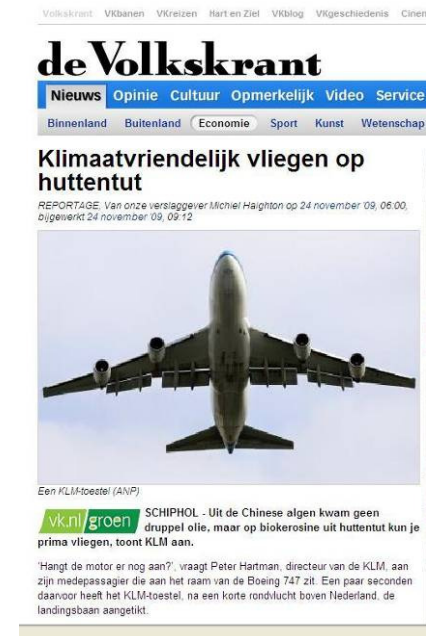 Volkskrant VKbanen VKreizen Hart en Ziel VKblog VKgeschiedenis Cinem
de Volkskrant
Nieuws Opinie Cultuur Opmerkelijk Video Service
Binnenland Buitenland Economie Sport Kunst Wetenschap
Klimaatvriendelijk vliegen op
huttentut
REPORTAGE, Van onze verslaggever Michiel Haighton op 24 november '09, 06:00,
bijgewerkt 24 november '09, 09:12
Een KLM-toestel (ANP)
vk.nl/groen
SCHIPHOL - Uit de Chinese algen kwam geen
druppel olie, maar op biokerosine uit huttentut kun je
prima vliegen, toont KLM aan.
'Hangt de motor er nog aan?', vraagt Peter Hartman, directeur van de KLM, aan
zijn medepassagier die aan het raam van de Boeing 747 zit. Een paar seconden
daarvoor heeft het KLM-toestel, na een korte rondvlucht boven Nederland, de
landingsbaan aangetikt.